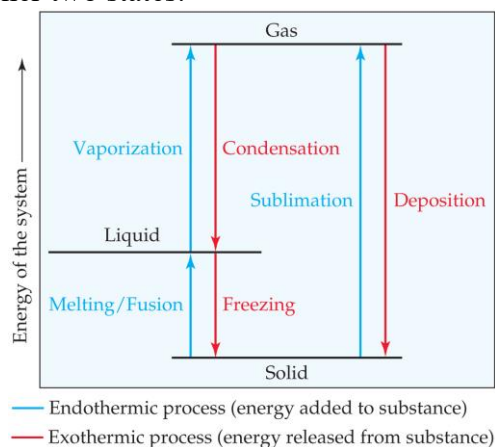 Gas
Energy of the system
Vaporization
Condensation
Sublimation
Deposition
Liquid
Melting/Fusion
Freezing
Solid
Endothermic process (energy added to substance)
Exothermic process (energy released from substance)